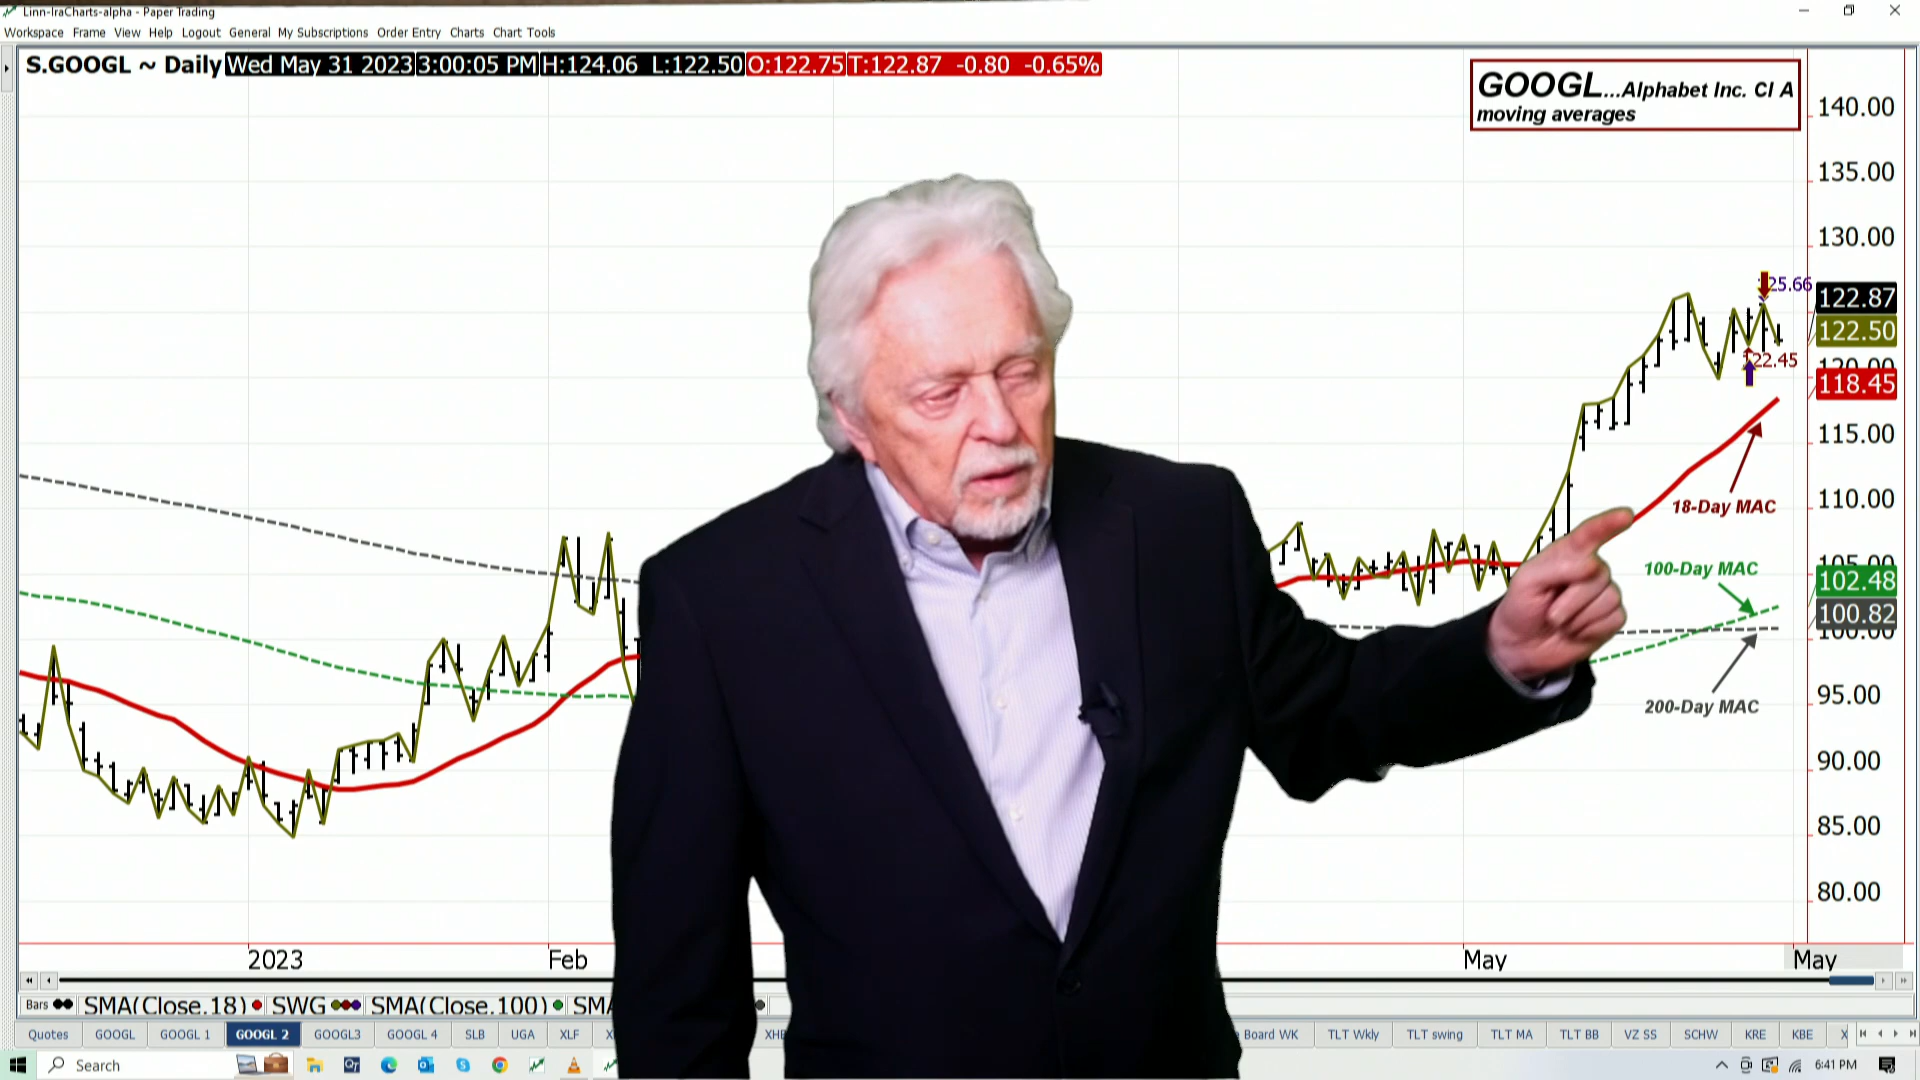 Linn-IraCharts-alpha - Paper Trading
Workspace Frame View Help Logout General My Subscriptions Order Entry Charts Chart Tools
S.GOOGL ~ Daily Wed May 31 2023 3:00:05 PM H:124.06 L:122.50 O:122.75 T:122.87 -0.80 -0.65%
GOOGL...Alphabet Inc. Cl A
moving averages
140.00
135.00
130.00
25.66
122.87
122.50
22.45
120.00
118.45
115.00
110.00
18-Day MAC
105.00
100-Day MAC
102.48
100.82
100.00
95.00
200-Day MAC
90.00
85.00
80.00
2023 Feb May May
Bars SMA(Close,18) SWG SMA(Close,100)
Quotes GOOGL GOOGL 1 GOOGL 2 GOOGL3 GOOGL 4 SLB UGA XLF Board WK TLT Wkly TLT swing TLT MA TLT BB VZ SS SCHW KRE KBE
Search 6:41 PM